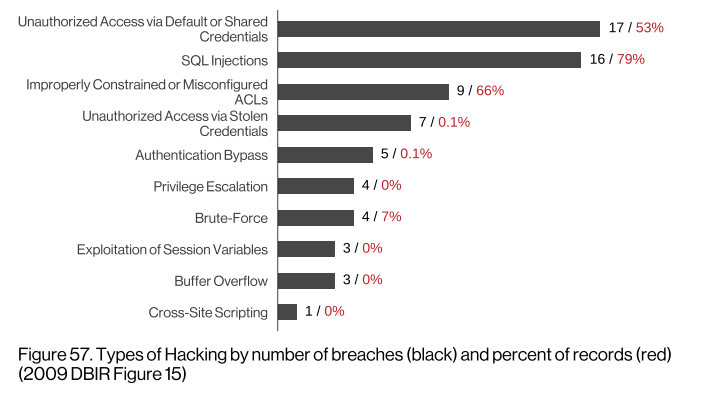 Unauthorized Access via Default or Shared
Credentials
17 / 53%
SQL Injections
16 / 79%
Improperly Constrained or Misconfigured
ACLs
9 / 66%
Unauthorized Access via Stolen
Credentials
7 / 0.1%
Authentication Bypass
5 / 0.1%
Privilege Escalation
4 / 0%
Brute-Force
4 / 7%
Exploitation of Session Variables
3 / 0%
Buffer Overflow
3 / 0%
Cross-Site Scripting
1 / 0%
Figure 57. Types of Hacking by number of breaches (black) and percent of records (red)
(2009 DBIR Figure 15)